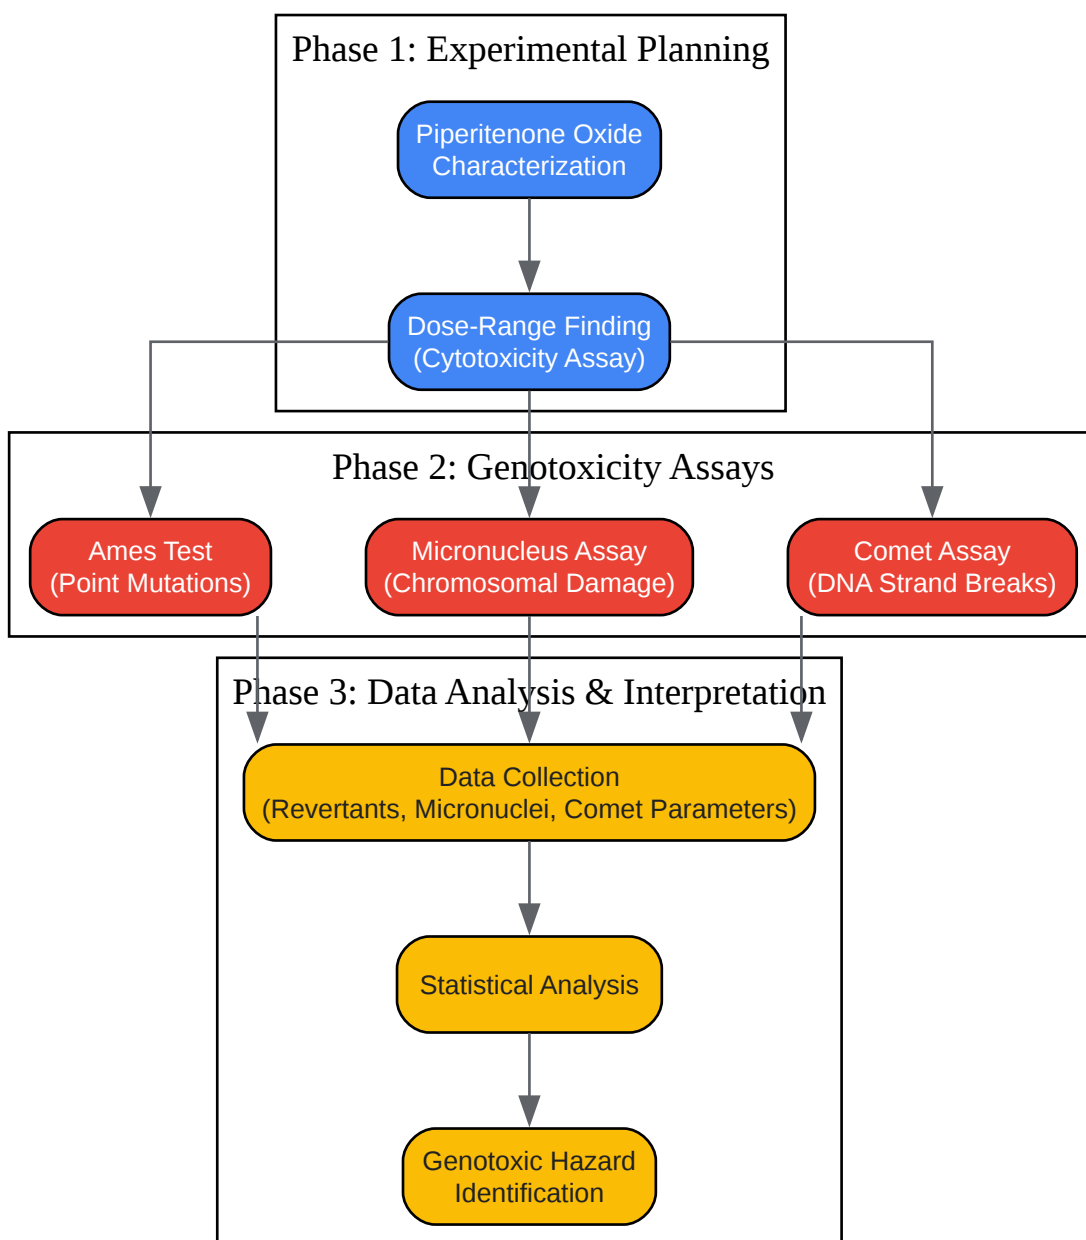 Phase 1: Experimental Planning
Piperitenone Oxide
Characterization
Dose-Range Finding
(Cytotoxicity Assay)
Phase 2: Genotoxicity Assays
Ames Test
(Point Mutations)
Micronucleus Assay
(Chromosomal Damage)
Comet Assay
(DNA Strand Breaks)
Phase 3: Data Analysis & Interpretation
Data Collection
(Revertants, Micronuclei, Comet Parameters)
Statistical Analysis
Genotoxic Hazard
Identification